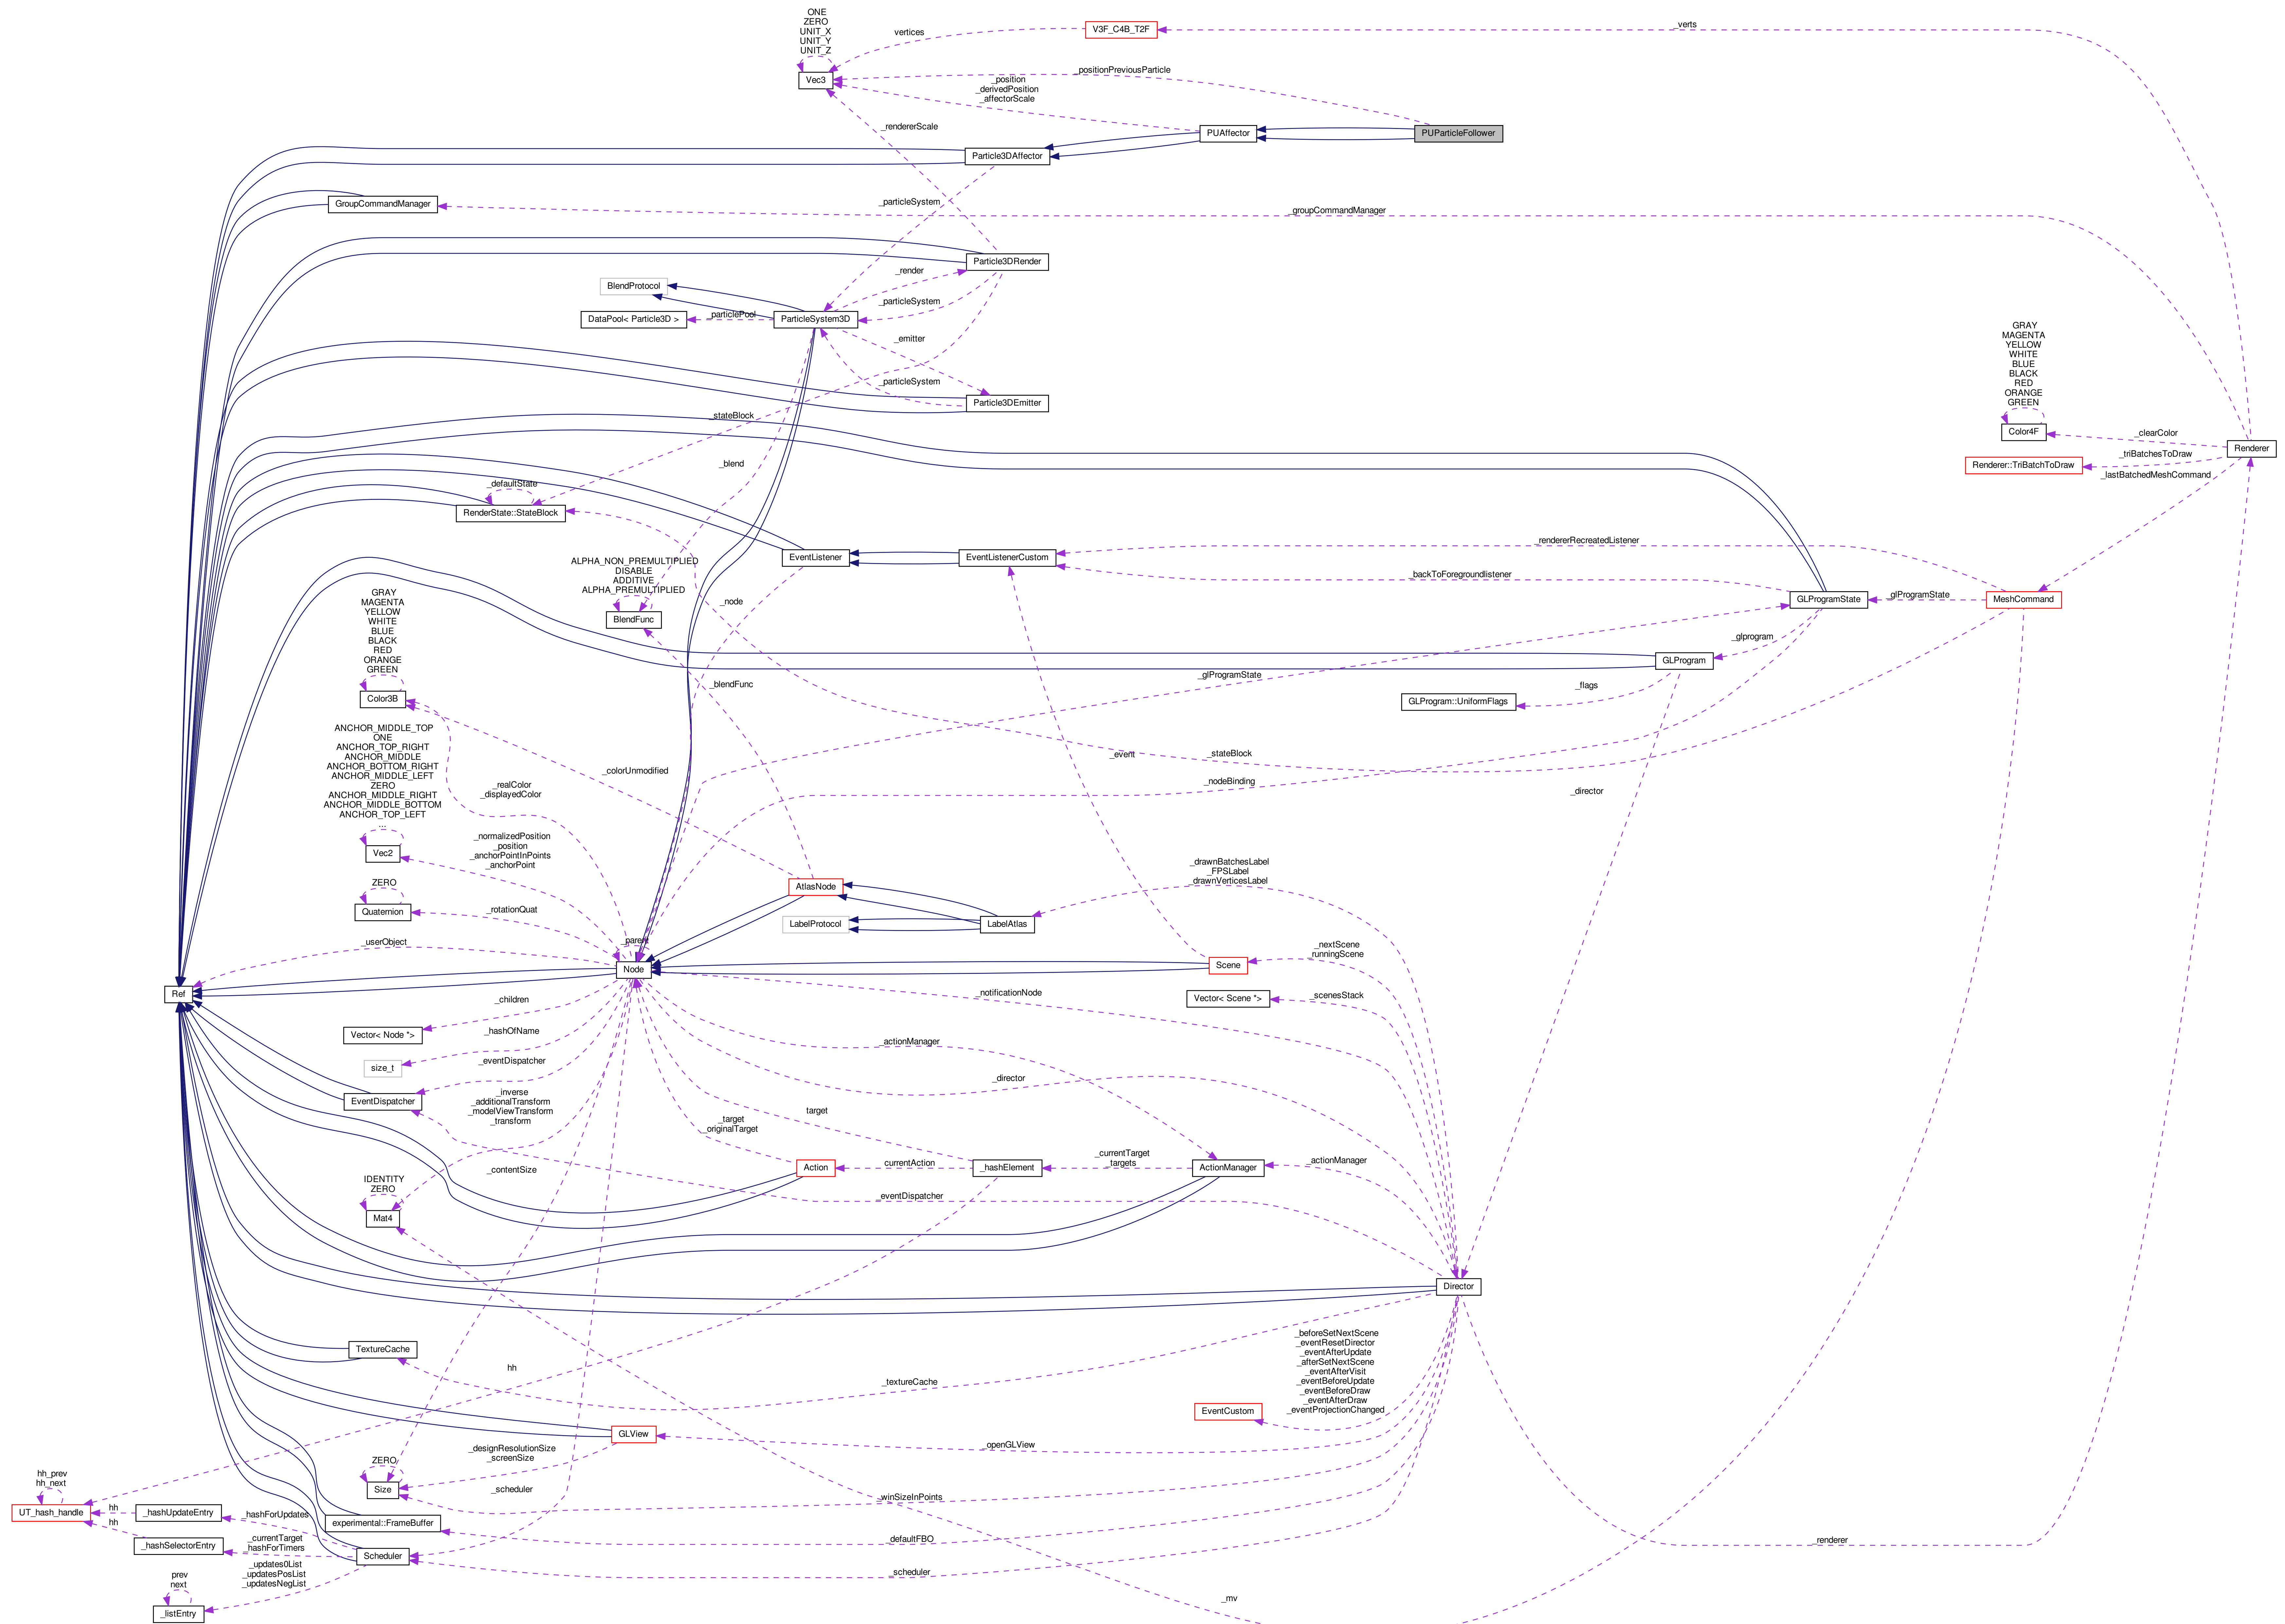 ONE
ZERO
UNIT_X
UNIT_Y
UNIT_Z
Vec3
vertices
V3F_C4B_T2F
_verts
_positionPreviousParticle
_position
_derivedPosition
_affectorScale
_rendererScale
PUAffector
PUParticleFollower
Particle3DAffector
GroupCommandManager
_particleSystem
_groupCommandManager
Particle3DRender
_render
BlendProtocol
_particleSystem
DataPool< Particle3D >
_particlePool
ParticleSystem3D
_emitter
_particleSystem
Particle3DEmitter
_stateBlock
GRAY
MAGENTA
YELLOW
WHITE
BLUE
BLACK
RED
ORANGE
GREEN
Color4F
_clearColor
Renderer
_triBatchesToDraw
Renderer::TriBatchToDraw
_lastBatchedMeshCommand
_blend
_defaultState
RenderState::StateBlock
_rendererRecreatedListener
EventListener
EventListenerCustom
_backToForegroundlistener
ALPHA_NON_PREMULTIPLIED
DISABLE
ADDITIVE
ALPHA_PREMULTIPLIED
BlendFunc
_node
_glProgramState
GLProgramState
MeshCommand
GRAY
MAGENTA
YELLOW
WHITE
BLUE
BLACK
RED
ORANGE
GREEN
Color3B
_glprogram
GLProgram
_blendFunc
_glProgramState
_flags
GLProgram::UniformFlags
ANCHOR_MIDDLE_TOP
ONE
ANCHOR_TOP_RIGHT
ANCHOR_MIDDLE
ANCHOR_BOTTOM_RIGHT
ANCHOR_MIDDLE_LEFT
ZERO
ANCHOR_MIDDLE_RIGHT
ANCHOR_MIDDLE_BOTTOM
ANCHOR_TOP_LEFT
...
Vec2
_realColor
_displayedColor
_colorUnmodified
_event
_stateBlock
_nodeBinding
_director
_normalizedPosition
_position
_anchorPointInPoints
_anchorPoint
ZERO
Quaternion
_rotationQuat
AtlasNode
LabelProtocol
LabelAtlas
_drawnBatchesLabel
_FPSLabel
_drawnVerticesLabel
_userObject
_parent
Node
Scene
_nextScene
_runningScene
Ref
_children
Vector< Node *>
_notificationNode
Vector< Scene *>
_scenesStack
_hashOfName
size_t
_eventDispatcher
EventDispatcher
_actionManager
_director
_inverse
_additionalTransform
_modelViewTransform
_transform
_target
_originalTarget
target
_contentSize
Action
currentAction
_hashElement
_currentTarget
_targets
ActionManager
_actionManager
IDENTITY
ZERO
Mat4
_eventDispatcher
Director
TextureCache
hh
_textureCache
_beforeSetNextScene
_eventResetDirector
_eventAfterUpdate
_afterSetNextScene
_eventAfterVisit
_eventBeforeUpdate
_eventBeforeDraw
_eventAfterDraw
_eventProjectionChanged
EventCustom
GLView
_openGLView
_designResolutionSize
_screenSize
ZERO
Size
_scheduler
_winSizeInPoints
hh_prev
hh_next
UT_hash_handle
hh
_hashUpdateEntry
_hashForUpdates
experimental::FrameBuffer
hh
_hashSelectorEntry
_currentTarget
_hashForTimers
Scheduler
_defaultFBO
_renderer
_updates0List
_updatesPosList
_updatesNegList
_scheduler
prev
next
_listEntry
_mv